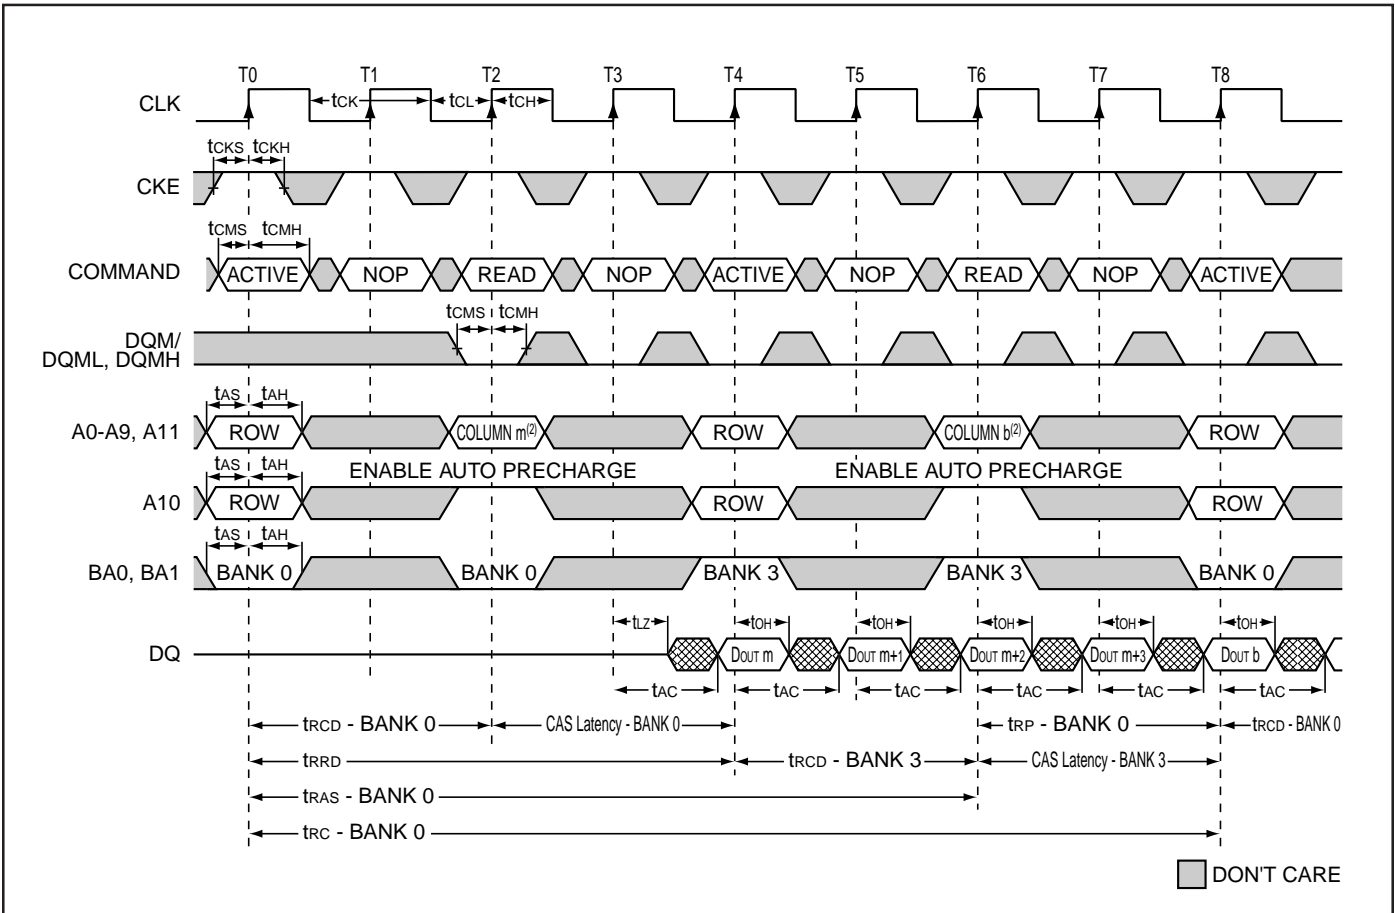 T0 T1 T2 T3 T4 T5 T6 T7 T8
CLK tCK tCL tCH
tCKS tCKH
CKE
tCMS tCMH
COMMAND ACTIVE NOP READ NOP ACTIVE NOP READ NOP ACTIVE
tCMS tCMH
DQM/
DQML, DQMH
tAS tAH
A0-A9, A11 ROW COLUMN m(2) ROW COLUMN b(2) ROW
tAS tAH ENABLE AUTO PRECHARGE ENABLE AUTO PRECHARGE
A10 ROW ROW ROW
tAS tAH
BA0, BA1 BANK 0 BANK 0 BANK 3 BANK 3 BANK 0
tLZ tOH tOH tOH tOH tOH
DQ DOUT m DOUT m+1 DOUT m+2 DOUT m+3 DOUT b
tAC tAC tAC tAC tAC tAC
tRCD - BANK 0 CAS Latency - BANK 0 tRP - BANK 0 tRCD - BANK 0
tRRD tRCD - BANK 3 CAS Latency - BANK 3
tRAS - BANK 0
tRC - BANK 0
DON'T CARE